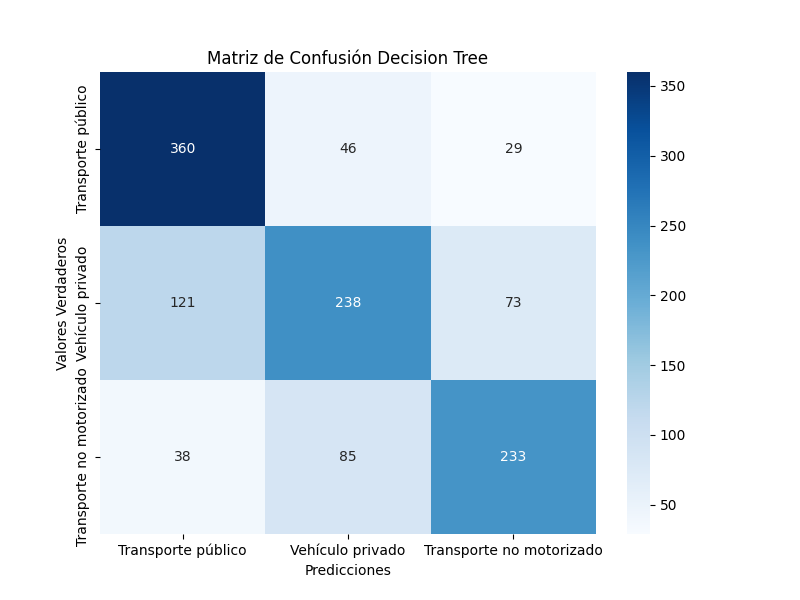 Matriz de Confusión Decision Tree
Valores Verdaderos
Transporte público
360 46 29
Vehículo privado
121 238 73
Transporte no motorizado
38 85 233
Transporte público Vehículo privado Transporte no motorizado
Predicciones
350
300
250
200
150
100
50